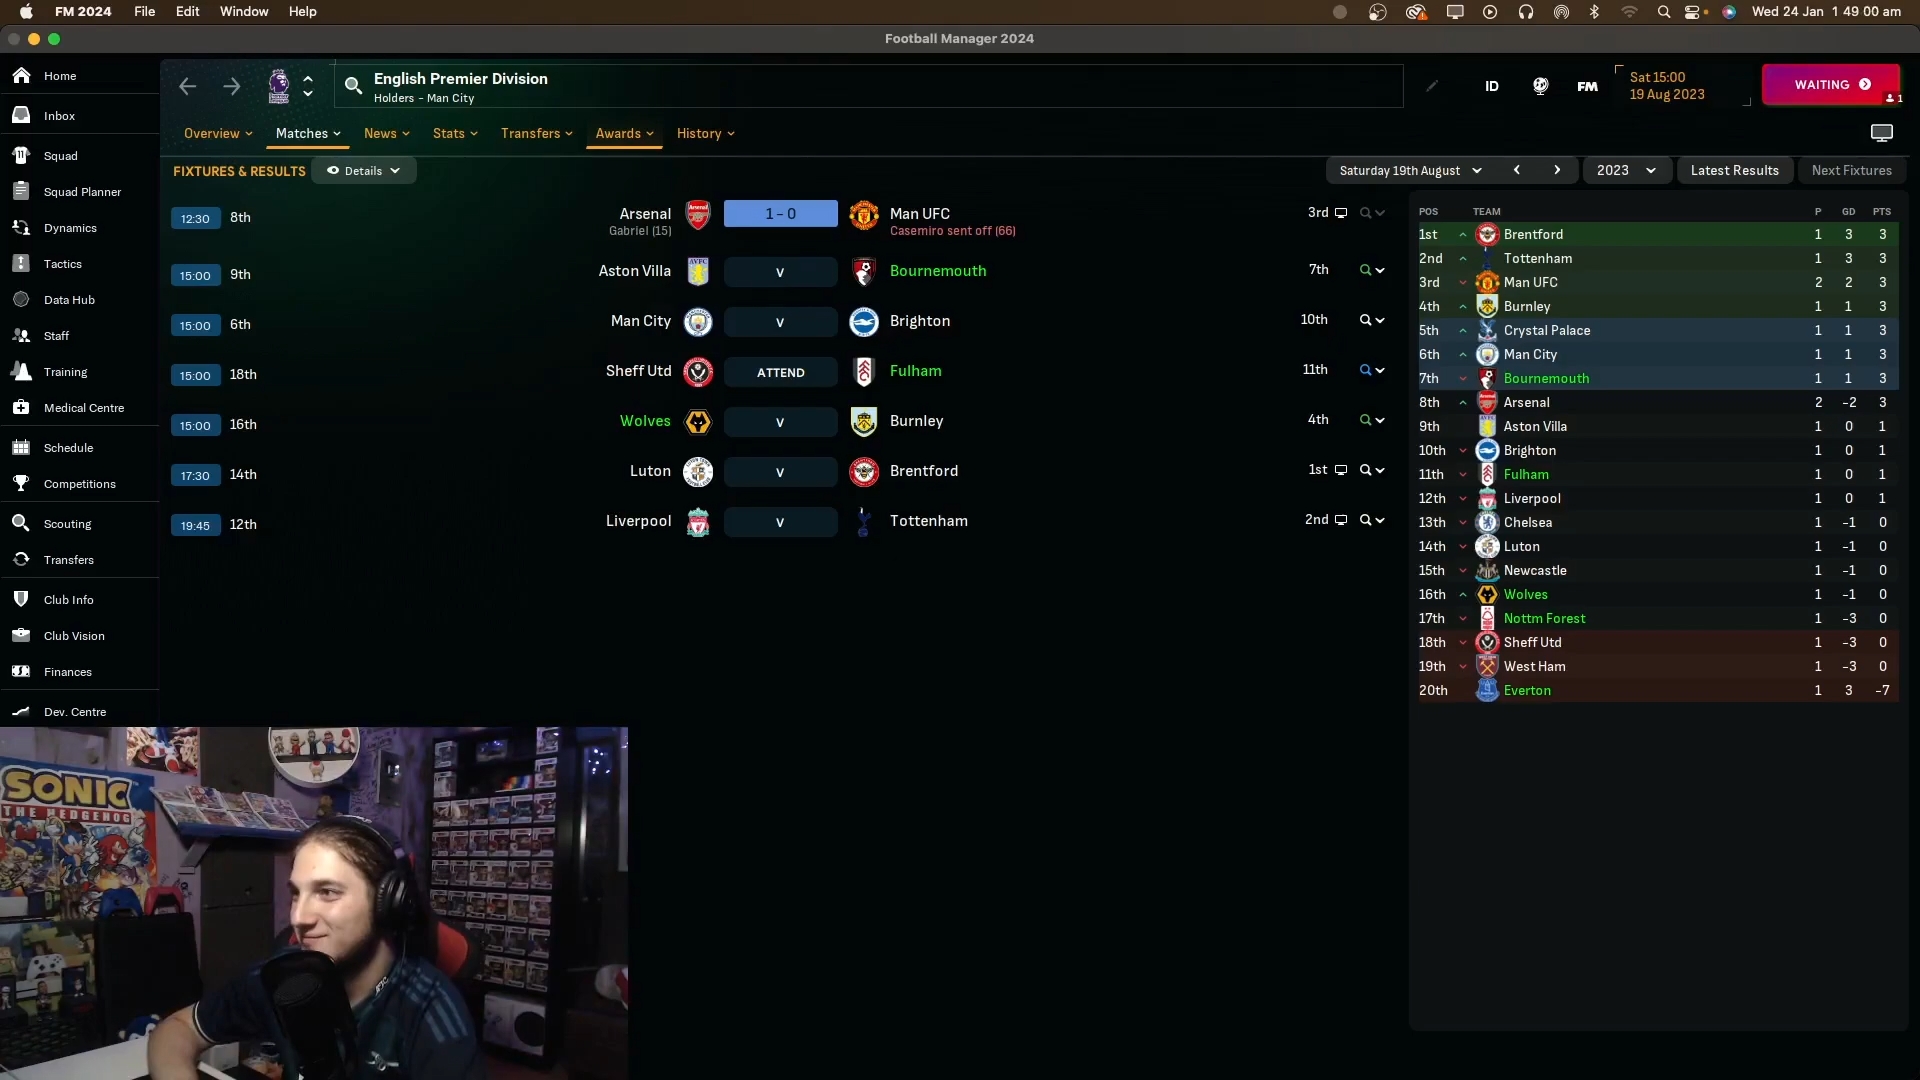 FM 2024 File Edit Window Help
Wed 24 Jan 1 49 00 am
Football Manager 2024
Home
Inbox
Squad
Squad Planner
Dynamics
Tactics
Data Hub
Staff
Training
Medical Centre
Schedule
Competitions
Scouting
Transfers
Club Info
Club Vision
Finances
Dev. Centre
English Premier Division
Holders - Man City
ID
FM
Sat 15:00
19 Aug 2023
WAITING
1
Overview Matches News Stats Transfers Awards History
FIXTURES & RESULTS Details
Saturday 19th August 2023 Latest Results Next Fixtures
12:30 8th Arsenal 1 - 0 Man UFC 3rd
Gabriel (15) Casemiro sent off (66)
15:00 9th Aston Villa v Bournemouth 7th
15:00 6th Man City v Brighton 10th
15:00 18th Sheff Utd ATTEND Fulham 11th
15:00 16th Wolves v Burnley 4th
17:30 14th Luton v Brentford 1st
19:45 12th Liverpool v Tottenham 2nd
POS TEAM P GD PTS
1st Brentford 1 3 3
2nd Tottenham 1 3 3
3rd Man UFC 2 2 3
4th Burnley 1 1 3
5th Crystal Palace 1 1 3
6th Man City 1 1 3
7th Bournemouth 1 1 3
8th Arsenal 2 -2 3
9th Aston Villa 1 0 1
10th Brighton 1 0 1
11th Fulham 1 0 1
12th Liverpool 1 0 1
13th Chelsea 1 -1 0
14th Luton 1 -1 0
15th Newcastle 1 -1 0
16th Wolves 1 -1 0
17th Nottm Forest 1 -3 0
18th Sheff Utd 1 -3 0
19th West Ham 1 -3 0
20th Everton 1 3 -7
SONIC
THE HEDGEHOG